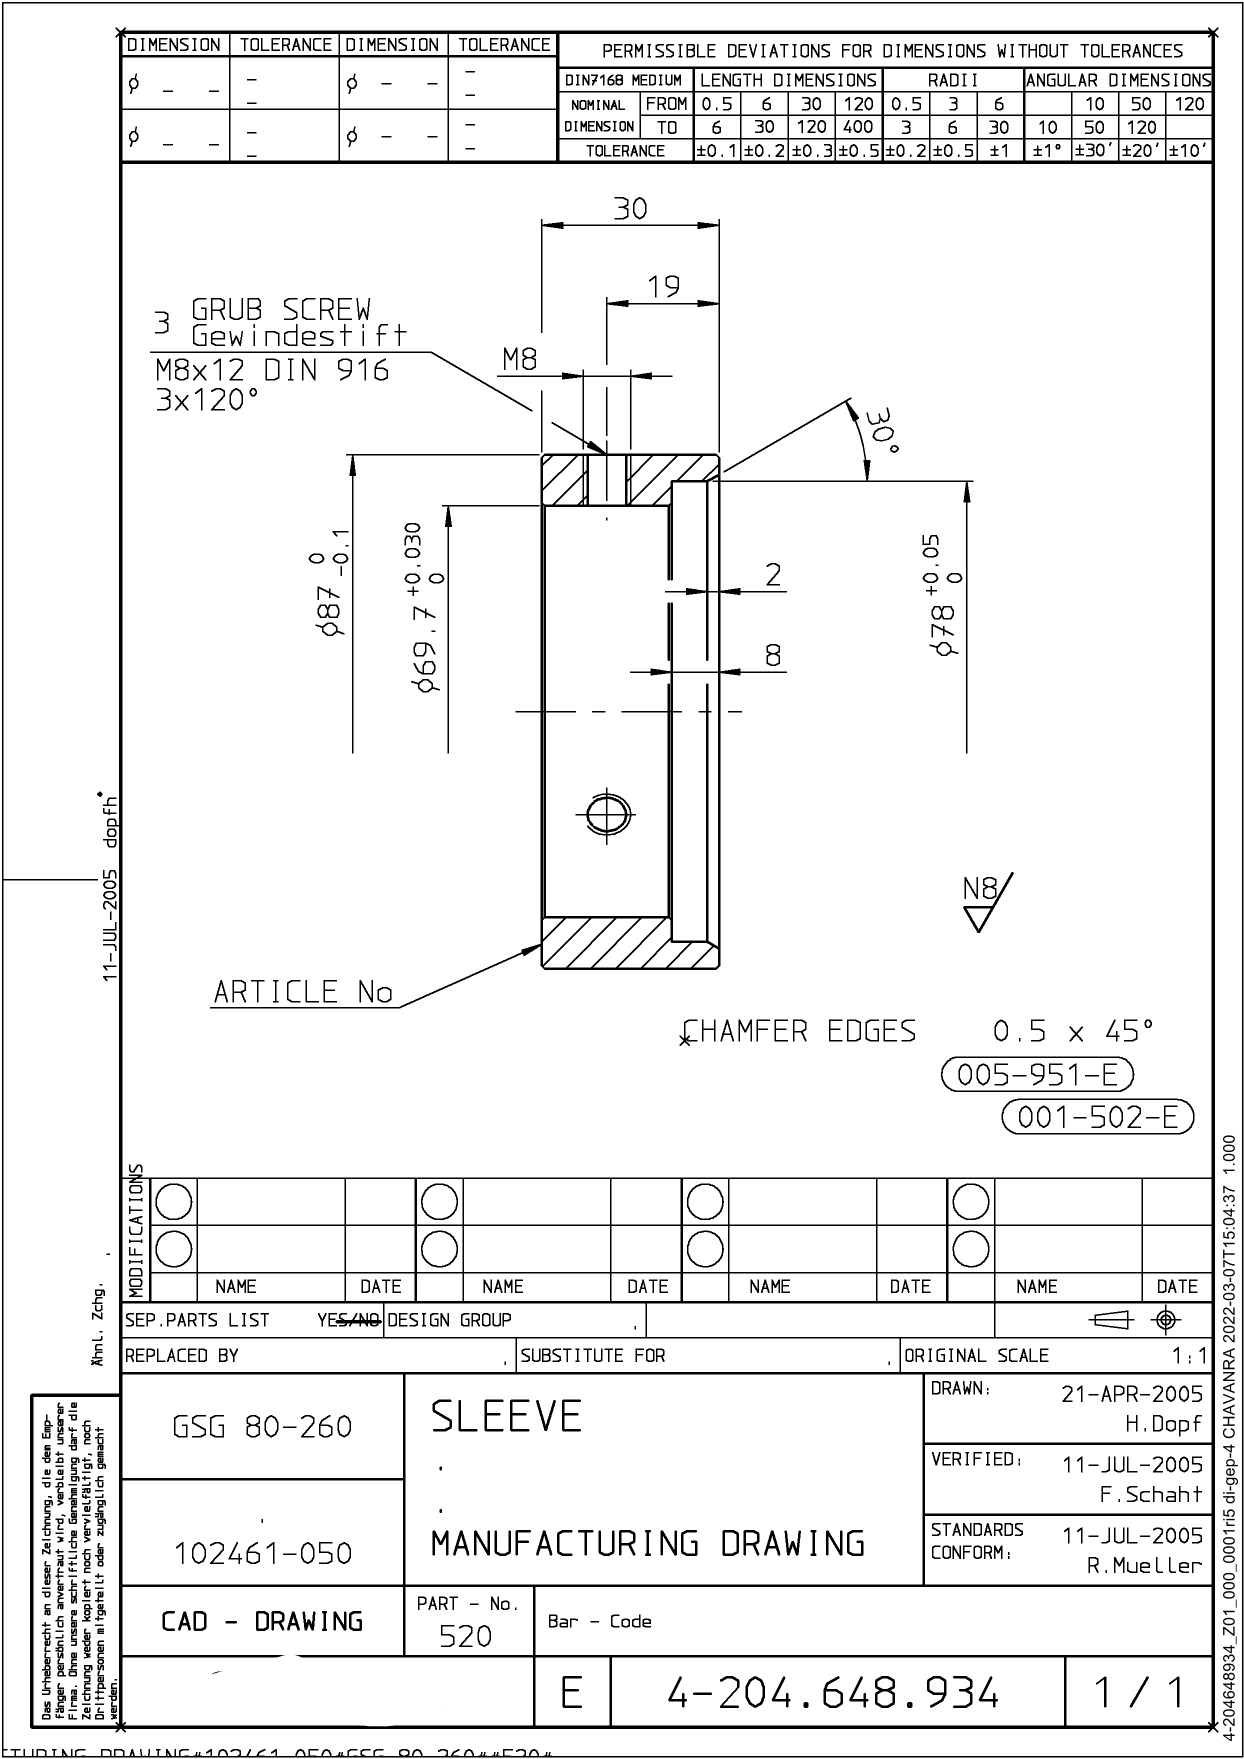 DIMENSION TOLERANCE DIMENSION TOLERANCE
PERMISSIBLE DEVIATIONS FOR DIMENSIONS WITHOUT TOLERANCES
DIN7168 MEDIUM LENGTH DIMENSIONS RADII ANGULAR DIMENSIONS
NOMINAL DIMENSION
FROM 0.5 6 30 120 0.5 3 6 10 50 120
TO 6 30 120 400 3 6 30 10 50 120
TOLERANCE ±0.1 ±0.2 ±0.3 ±0.5 ±0.2 ±0.5 ±1 ±1° ±30' ±20' ±10'
ϕ - - -
-
ϕ - - -
-
ϕ - - -
-
ϕ - - -
-
30
19
3 GRUB SCREW
Gewindestift
M8x12 DIN 916
3x120°
M8
30°
ϕ87 0 -0.1
ϕ69.7 +0.030 0
ϕ78 +0.05 0
2
8
N8
ARTICLE No
CHAMFER EDGES 0.5 x 45°
005-951-E
001-502-E
11-JUL-2005 dopfh
MODIFICATIONS
NAME DATE NAME DATE NAME DATE NAME DATE
SEP.PARTS LIST YES/NO DESIGN GROUP
REPLACED BY SUBSTITUTE FOR ORIGINAL SCALE 1:1
Ähnl. Zchg.
GSG 80-260
102461-050
SLEEVE
.
.
MANUFACTURING DRAWING
DRAWN: 21-APR-2005
H.Dopf
VERIFIED: 11-JUL-2005
F.Schaht
STANDARDS CONFORM: 11-JUL-2005
R.Mueller
CAD - DRAWING
PART - No.
520
Bar - Code
E 4-204.648.934 1/1
Das Urheberrecht an dieser Zeichnung, die dem Emp-
fänger persönlich anvertraut wird, verbleibt unserer
Firma. Ohne unsere schriftliche Genehmigung darf die
Zeichnung weder kopiert noch vervielfältigt, noch
Drittpersonen mitgeteilt oder zugänglich gemacht
werden.
4-204648934_Z01_000_0001ri5 di-gep-4 CHAVANRA 2022-03-07T15:04:37 1.000